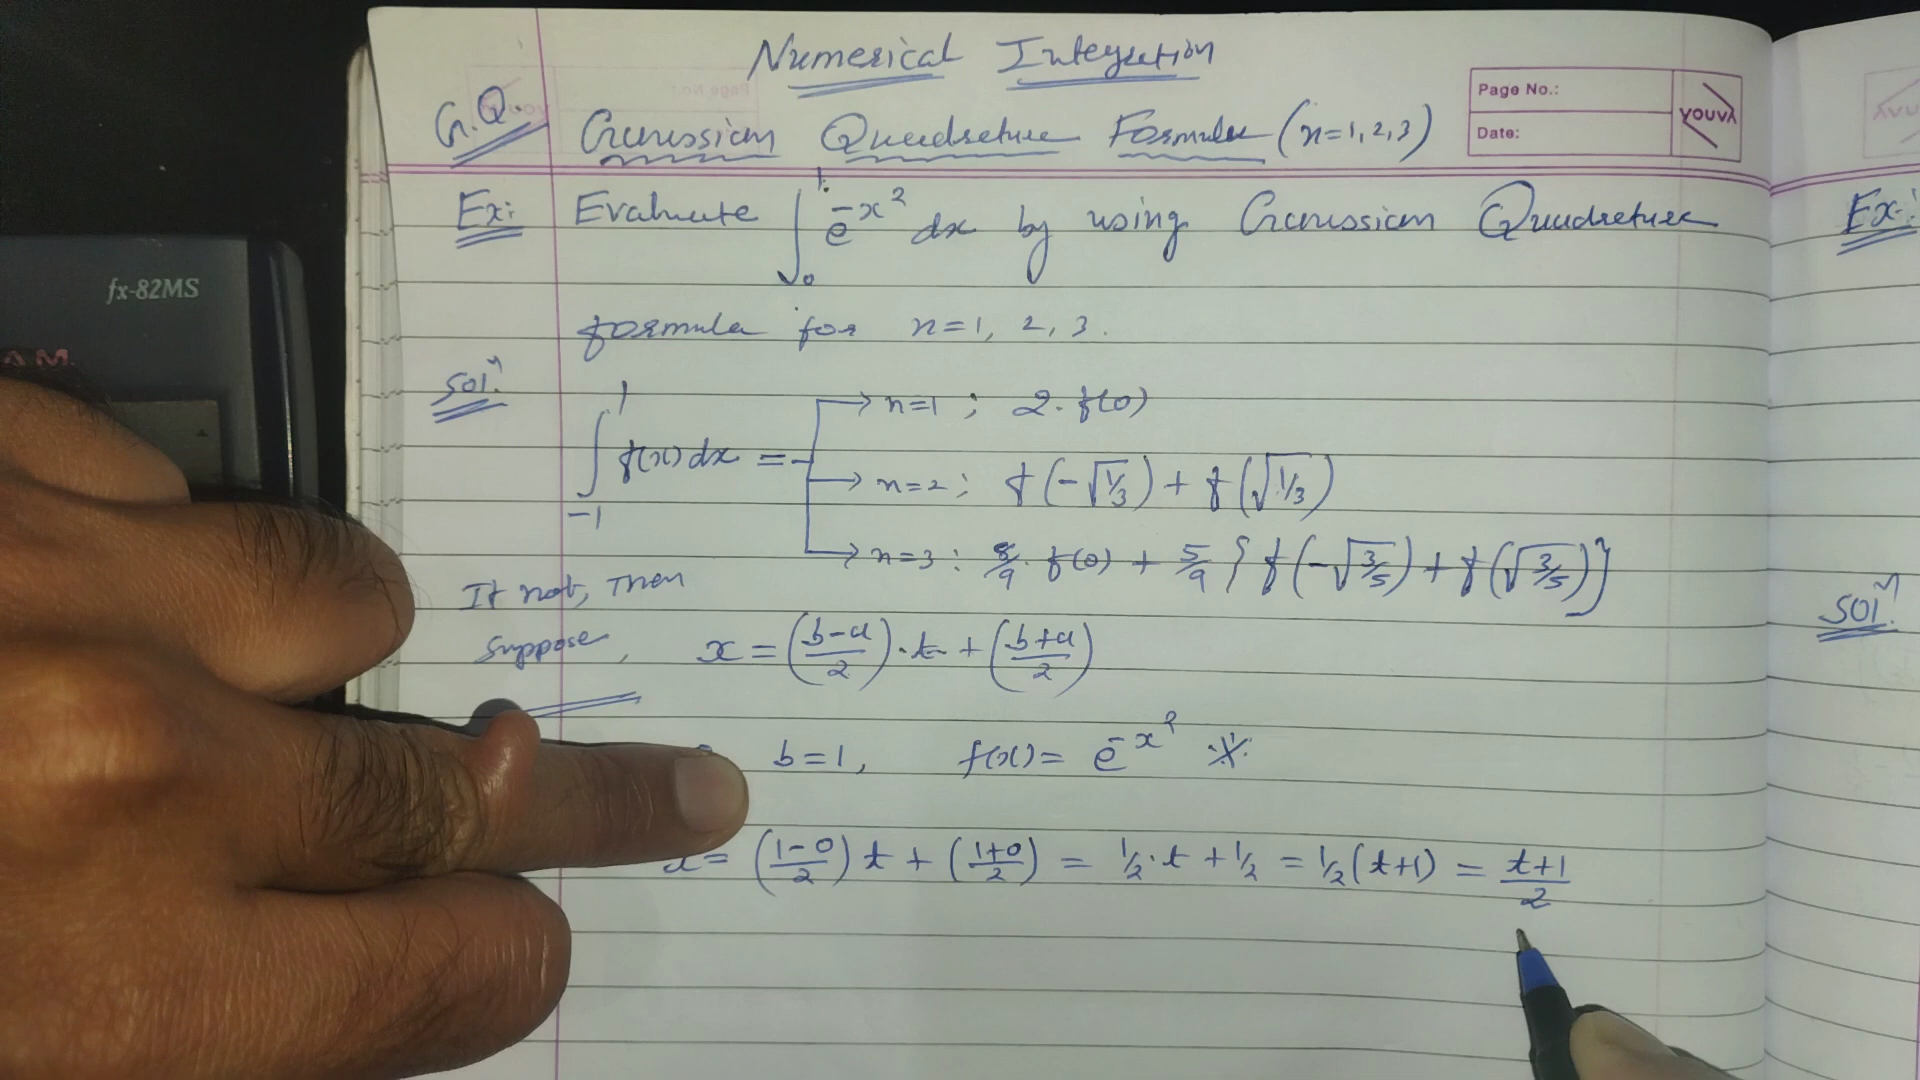 Numerical Integration
Page No.:
Date:
YOUVA
G.Q. Gaussian Quadrature Formula (n=1,2,3)
Ex: Evaluate ∫₀¹ e^-x² dx by using Gaussian Quadrature
formula for n=1, 2, 3.
Solⁿ
∫₋₁¹ f(x) dx = → n=1 ; 2·f(0)
→ n=2 ; f(-√1/3) + f(√1/3)
→ n=3 : 8/9·f(0) + 5/9 {f(-√3/5) + f(√3/5)}
If not, Then
suppose, x = (b-a/2)·t + (b+a/2)
b=1, f(x) = e^-x²
x = (1-0/2) t + (1+0/2) = 1/2·t + 1/2 = 1/2(t+1) = t+1/2
fx-82MS
A M.
Ex:
Solⁿ